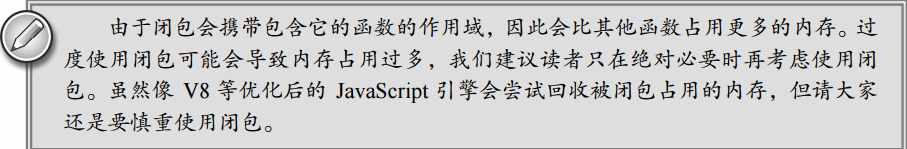 由于闭包会携带包含它的函数的作用域，因此会比其他函数占用更多的内存。过
度使用闭包可能会导致内存占用过多，我们建议读者只在绝对必要时再考虑使用闭
包。虽然像 V8 等优化后的 JavaScript 引擎会尝试回收被闭包占用的内存，但请大家
还是要慎重使用闭包。